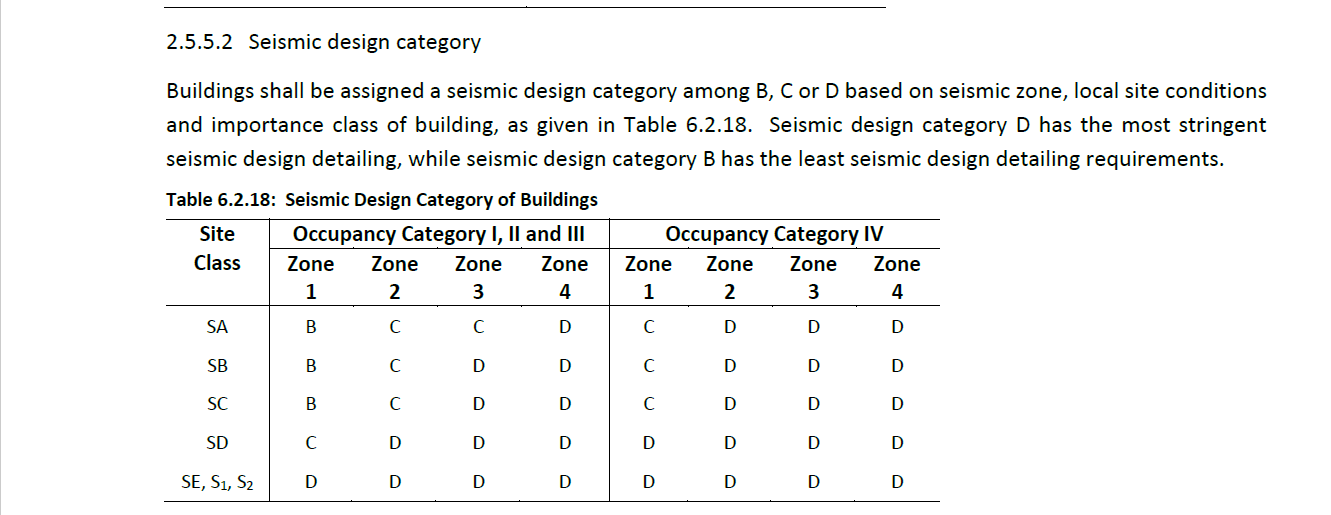 2.5.5.2 Seismic design category
Buildings shall be assigned a seismic design category among B, C or D based on seismic zone, local site conditions
and importance class of building, as given in Table 6.2.18. Seismic design category D has the most stringent
seismic design detailing, while seismic design category B has the least seismic design detailing requirements.
Table 6.2.18: Seismic Design Category of Buildings
Site Occupancy Category I, II and III Occupancy Category IV
Class Zone Zone Zone Zone Zone Zone Zone Zone
1 2 3 4 1 2 3 4
SA B C C D C D D D
SB B C D D C D D D
SC B C D D C D D D
SD C D D D D D D D
SE, S1, S2 D D D D D D D D